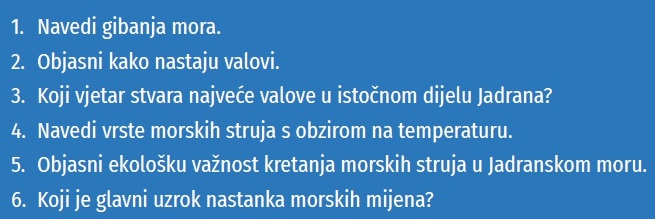 1. Navedi gibanja mora.
2. Objasni kako nastaju valovi.
3. Koji vjetar stvara najveće valove u istočnom dijelu Jadrana?
4. Navedi vrste morskih struja s obzirom na temperaturu.
5. Objasni ekološku važnost kretanja morskih struja u Jadranskom moru.
6. Koji je glavni uzrok nastanka morskih mijena?